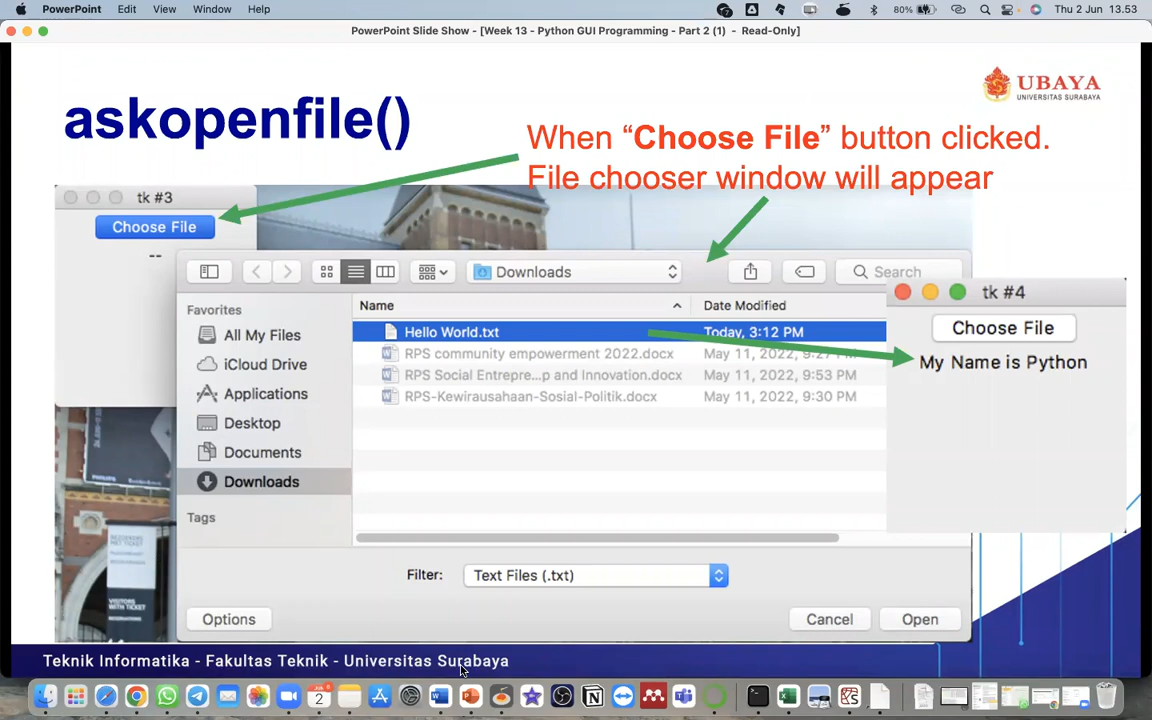 PowerPoint Edit View Window Help 80% Thu 2 Jun 13.53
PowerPoint Slide Show - [Week 13 - Python GUI Programming - Part 2 (1) - Read-Only]
UBAYA
UNIVERSITAS SURABAYA
askopenfile()
When “Choose File” button clicked.
File chooser window will appear
tk #3
Choose File
--
Downloads
Search
Favorites
All My Files
iCloud Drive
Applications
Desktop
Documents
Downloads
Tags
Name Date Modified
Hello World.txt Today, 3:12 PM
RPS community empowerment 2022.docx May 11, 2022, 9:27
RPS Social Entrepre...p and Innovation.docx May 11, 2022, 9:53 PM
RPS-Kewirausahaan-Sosial-Politik.docx May 11, 2022, 9:30 PM
tk #4
Choose File
My Name is Python
Filter: Text Files (.txt)
Options Cancel Open
Teknik Informatika - Fakultas Teknik - Universitas Surabaya